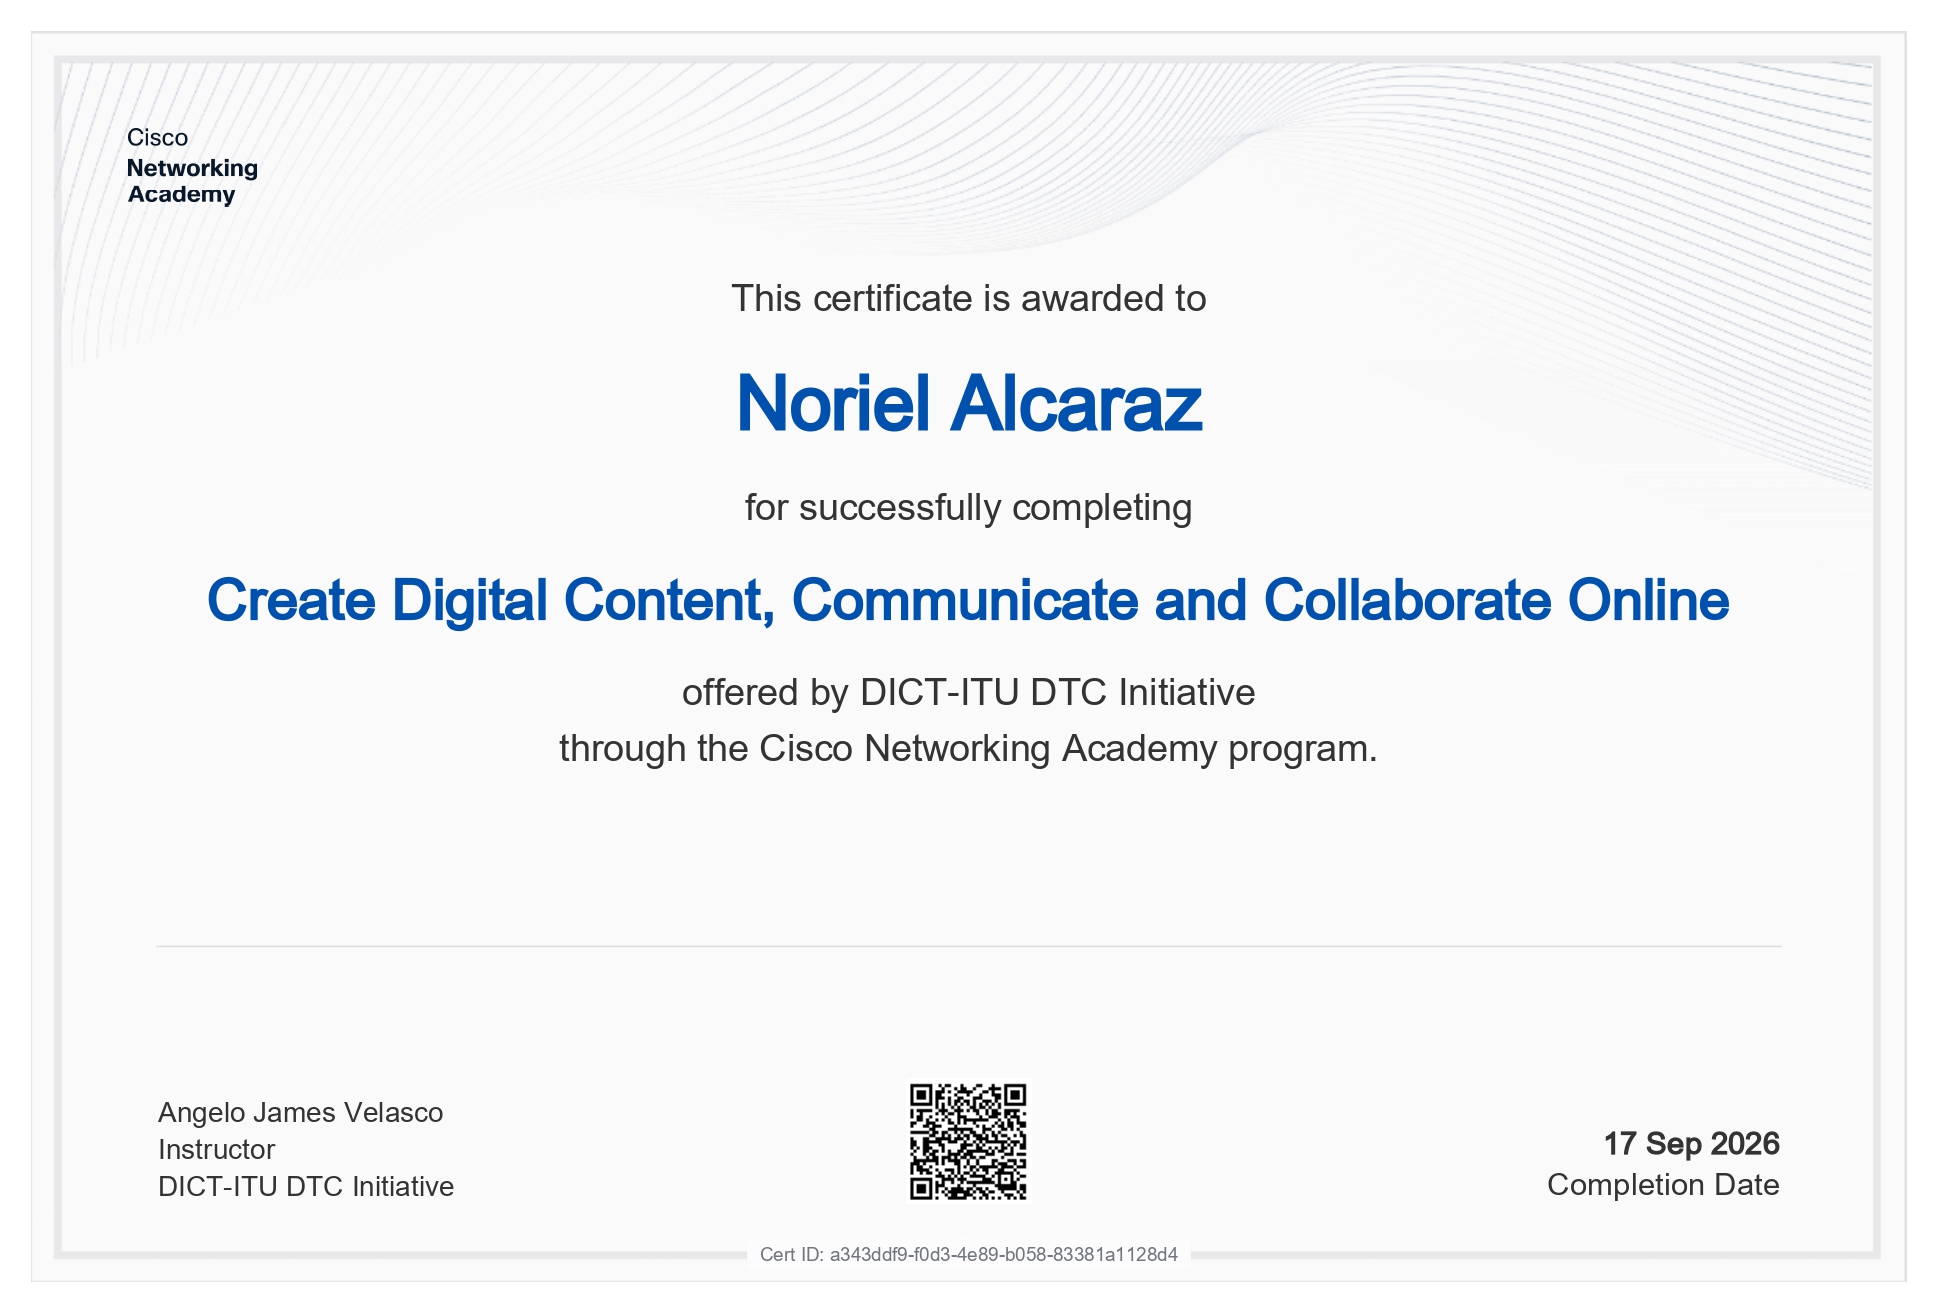 Cisco
Networking
Academy
This certificate is awarded to
Noriel Alcaraz
for successfully completing
Create Digital Content, Communicate and Collaborate Online
offered by DICT-ITU DTC Initiative
through the Cisco Networking Academy program.
Angelo James Velasco
Instructor
DICT-ITU DTC Initiative
17 Sep 2026
Completion Date
Cert ID: a343ddf9-f0d3-4e89-b058-83381a1128d4